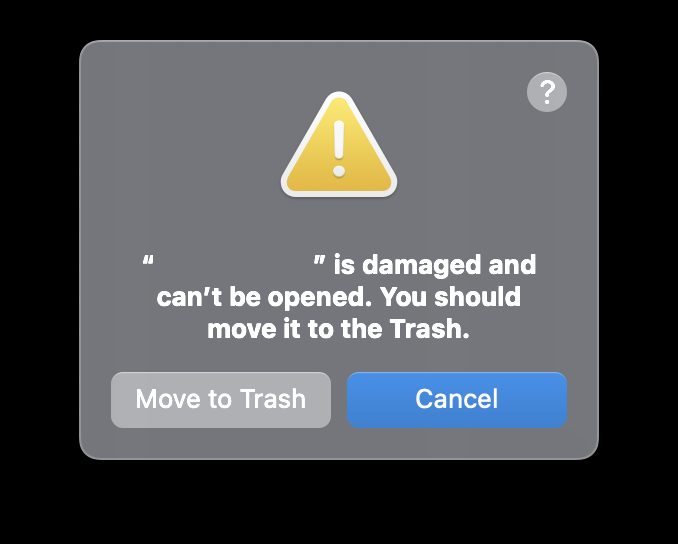 ?
“ ” is damaged and
can’t be opened. You should
move it to the Trash.
Move to Trash
Cancel